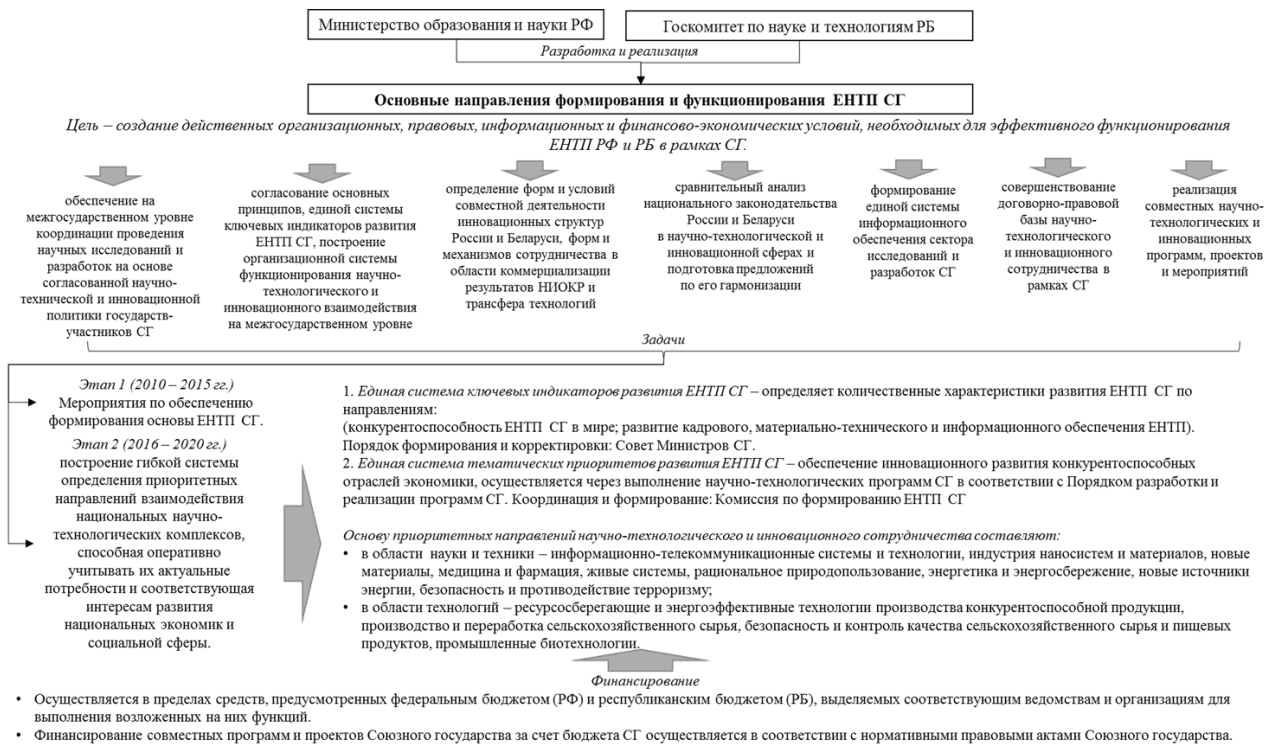 Министерство образования и науки РФ
Госкомитет по науке и технологиям РБ
Разработка и реализация
Основные направления формирования и функционирования ЕНТП СГ
Цель – создание действенных организационных, правовых, информационных и финансово-экономических условий, необходимых для эффективного функционирования
ЕНТП РФ и РБ в рамках СГ.
обеспечение на
межгосударственном уровне
координации проведения
научных исследований и
разработок на основе
согласованной научно-
технической и инновационной
политики государств-
участников СГ
согласование основных
принципов, единой системы
ключевых индикаторов развития
ЕНТП СГ, построение
организационной системы
функционирования научно-
технологического и
инновационного взаимодействия
на межгосударственном уровне
определение форм и условий
совместной деятельности
инновационных структур
России и Беларуси, форм и
механизмов сотрудничества в
области коммерциализации
результатов НИОКР и
трансфера технологий
сравнительный анализ
национального законодательства
России и Беларуси
в научно-технологической и
инновационной сферах и
подготовка предложений
по его гармонизации
формирование
единой системы
информационного
обеспечения сектора
исследований и
разработок СГ
совершенствование
договорно-правовой
базы научно-
технологического
и инновационного
сотрудничества в
рамках СГ
реализация
совместных научно-
технологических и
инновационных
программ, проектов
и мероприятий
Задачи
Этап 1 (2010 – 2015 гг.)
Мероприятия по обеспечению
формирования основы ЕНТП СГ.
Этап 2 (2016 – 2020 гг.)
построение гибкой системы
определения приоритетных
направлений взаимодействия
национальных научно-
технологических комплексов,
способная оперативно
учитывать их актуальные
потребности и соответствующая
интересам развития
национальных экономик и
социальной сферы.
1. Единая система ключевых индикаторов развития ЕНТП СГ – определяет количественные характеристики развития ЕНТП СГ по
направлениям:
(конкурентоспособность ЕНТП СГ в мире; развитие кадрового, материально-технического и информационного обеспечения ЕНТП).
Порядок формирования и корректировки: Совет Министров СГ.
2. Единая система тематических приоритетов развития ЕНТП СГ – обеспечение инновационного развития конкурентоспособных
отраслей экономики, осуществляется через выполнение научно-технологических программ СГ в соответствии с Порядком разработки и
реализации программ СГ. Координация и формирование: Комиссия по формированию ЕНТП СГ
Основу приоритетных направлений научно-технологического и инновационного сотрудничества составляют:
• в области науки и техники – информационно-телекоммуникационные системы и технологии, индустрия наносистем и материалов, новые
материалы, медицина и фармация, живые системы, рациональное природопользование, энергетика и энергосбережение, новые источники
энергии, безопасность и противодействие терроризму;
• в области технологий – ресурсосберегающие и энергоэффективные технологии производства конкурентоспособной продукции,
производство и переработка сельскохозяйственного сырья, безопасность и контроль качества сельскохозяйственного сырья и пищевых
продуктов, промышленные биотехнологии.
Финансирование
• Осуществляется в пределах средств, предусмотренных федеральным бюджетом (РФ) и республиканским бюджетом (РБ), выделяемых соответствующим ведомствам и организациям для
выполнения возложенных на них функций.
• Финансирование совместных программ и проектов Союзного государства за счет бюджета СГ осуществляется в соответствии с нормативными правовыми актами Союзного государства.